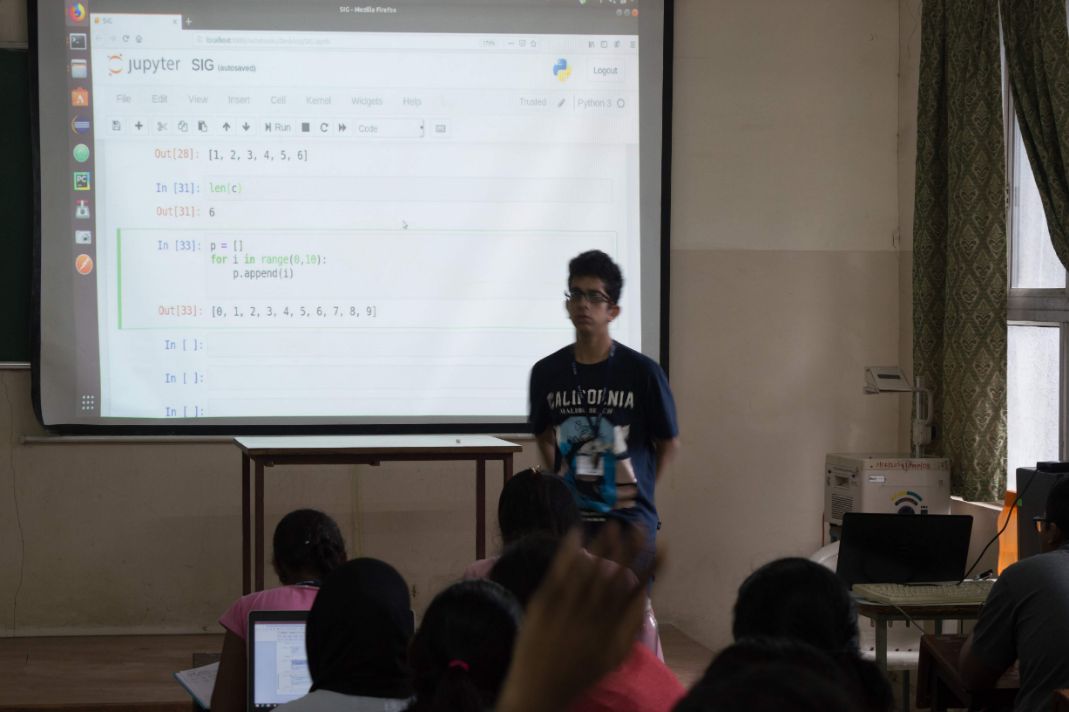 SIG - Mozilla Firefox
SIG
jupyter SIG (autosaved)
Logout
File Edit View Insert Cell Kernel Widgets Help
Trusted Python 3
Run Code
Out[28]: [1, 2, 3, 4, 5, 6]
In [31]: len(c)
Out[31]: 6
In [33]: p = []
for i in range(0,10):
p.append(i)
Out[33]: [0, 1, 2, 3, 4, 5, 6, 7, 8, 9]
In [ ]:
In [ ]:
In [ ]:
CALIFORNIA